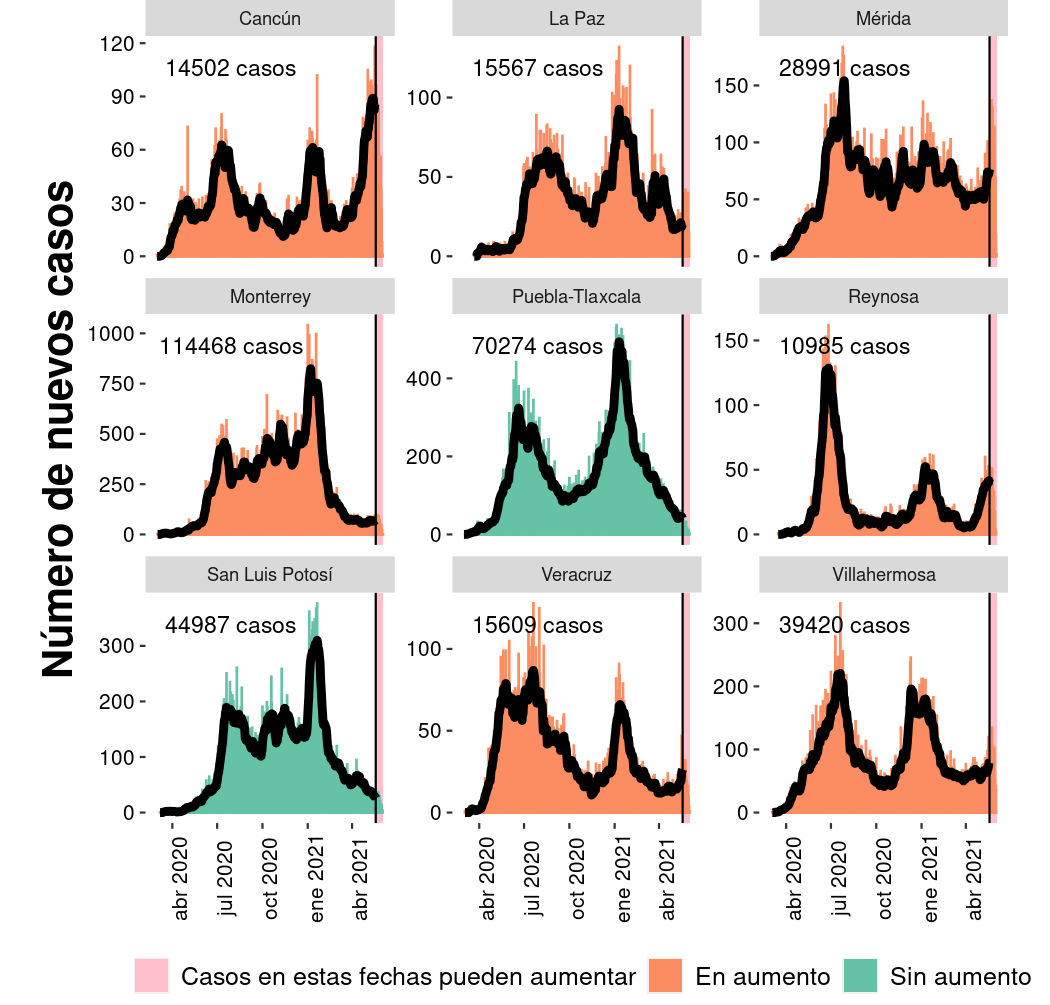 Número de nuevos casos
Cancún
La Paz
Mérida
14502 casos
15567 casos
28991 casos
120
90
60
30
0
100
50
0
150
100
50
0
Monterrey
Puebla-Tlaxcala
Reynosa
114468 casos
70274 casos
10985 casos
1000
750
500
250
0
400
200
0
150
100
50
0
San Luis Potosí
Veracruz
Villahermosa
44987 casos
15609 casos
39420 casos
300
200
100
0
100
50
0
300
200
100
0
abr 2020
jul 2020
oct 2020
ene 2021
abr 2021
abr 2020
jul 2020
oct 2020
ene 2021
abr 2021
abr 2020
jul 2020
oct 2020
ene 2021
abr 2021
Casos en estas fechas pueden aumentar
En aumento
Sin aumento